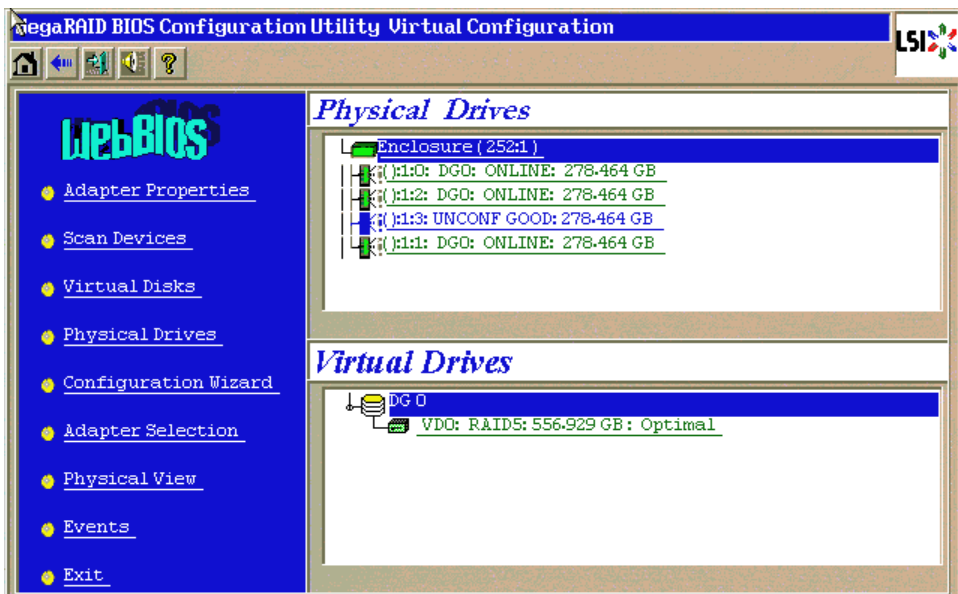 MegaRAID BIOS Configuration Utility Virtual Configuration
LSI
WebBIOS
Adapter Properties
Scan Devices
Virtual Disks
Physical Drives
Configuration Wizard
Adapter Selection
Physical View
Events
Exit
Physical Drives
Enclosure ( 252:1 )
( ):1:0: DG0: ONLINE: 278.464 GB
( ):1:2: DG0: ONLINE: 278.464 GB
( ):1:3: UNCONF GOOD: 278.464 GB
( ):1:1: DG0: ONLINE: 278.464 GB
Virtual Drives
DG 0
VD0: RAID5: 556.929 GB : Optimal